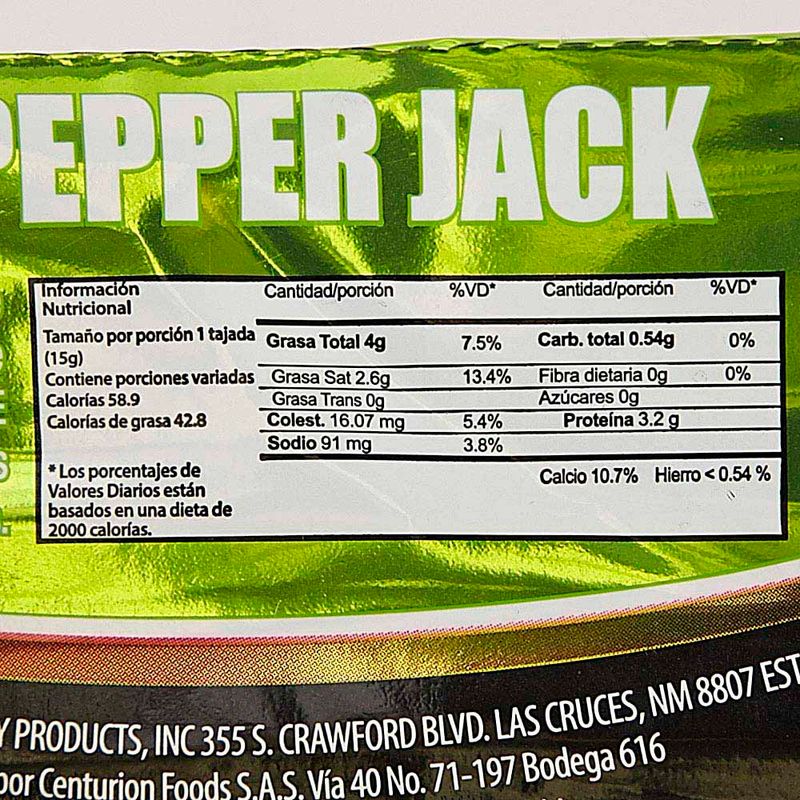 PEPPER JACK
Información Nutricional Cantidad/porción %VD* Cantidad/porción %VD*
Tamaño por porción 1 tajada (15g) Grasa Total 4g 7.5% Carb. total 0.54g 0%
Contiene porciones variadas Grasa Sat 2.6g 13.4% Fibra dietaria 0g 0%
Calorías 58.9 Grasa Trans 0g Azúcares 0g
Calorías de grasa 42.8 Colest. 16.07 mg 5.4% Proteína 3.2 g
Sodio 91 mg 3.8%
*Los porcentajes de Calcio 10.7% Hierro < 0.54 %
Valores Diarios están
basados en una dieta de
2000 calorías.
Y PRODUCTS, INC 355 S. CRAWFORD BLVD. LAS CRUCES, NM 8807 EST
por Centurion Foods S.A.S. Vía 40 No. 71-197 Bodega 616